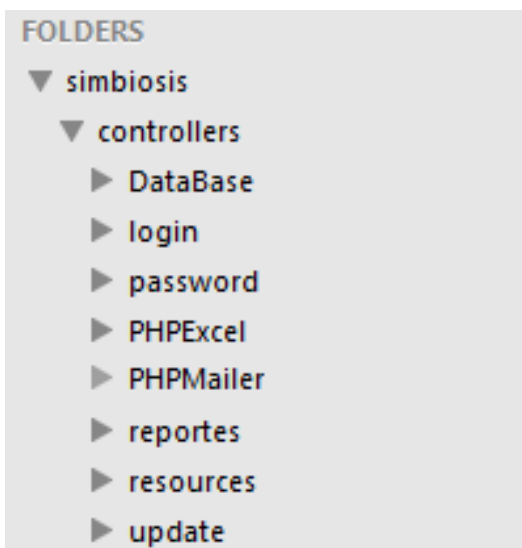 FOLDERS
simbiosis
controllers
DataBase
login
password
PHPExcel
PHPMailer
reportes
resources
update